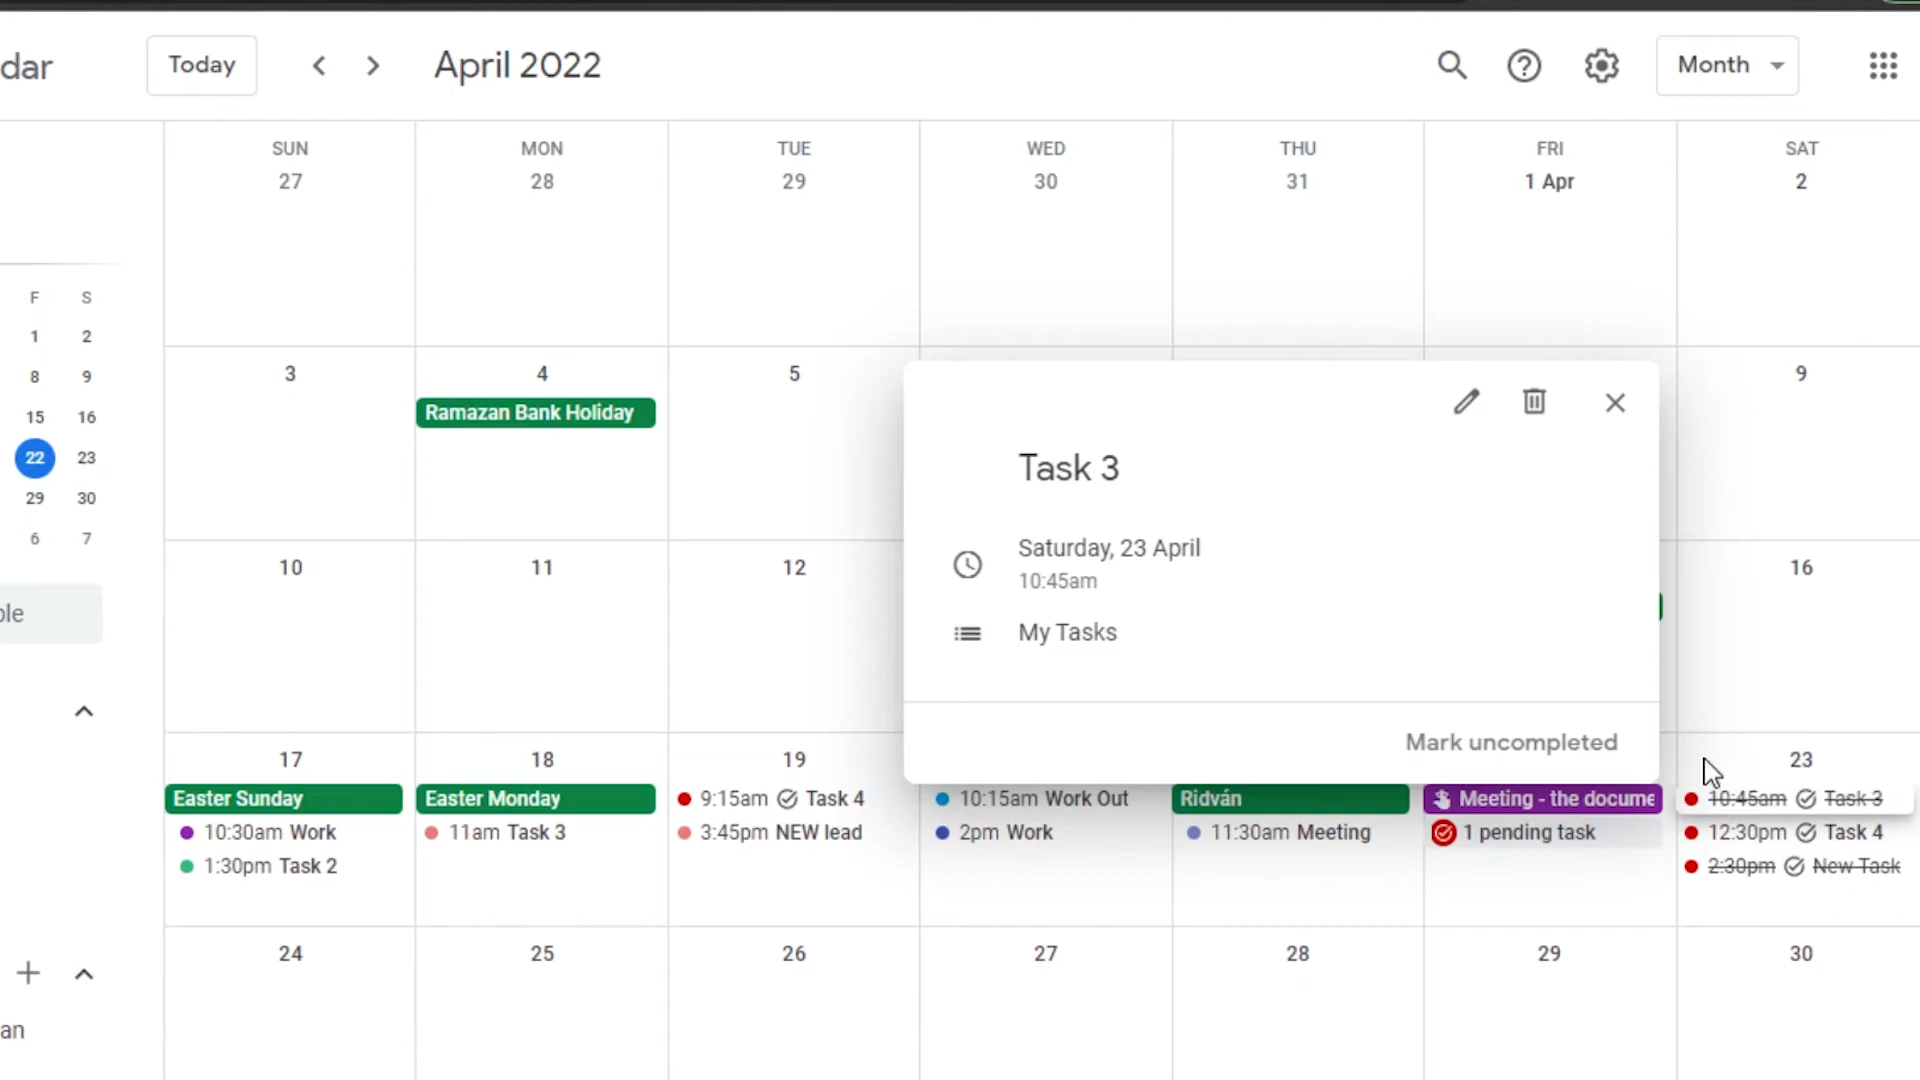 dar
Today
April 2022
Month
SUN MON TUE WED THU FRI SAT
27 28 29 30 31 1 Apr 2
F S
1 2
8 9
15 16
22 23
29 30
6 7
ple
an
3 4 5 9
Ramazan Bank Holiday
10 11 12 16
Task 3
Saturday, 23 April
10:45am
My Tasks
Mark uncompleted
17
Easter Sunday
10:30am Work
1:30pm Task 2
18
Easter Monday
11am Task 3
19
9:15am Task 4
3:45pm NEW lead
10:15am Work Out
2pm Work
Ridván
11:30am Meeting
Meeting - the docume
1 pending task
23
10:45am Task 3
12:30pm Task 4
2:30pm New Task
24 25 26 27 28 29 30